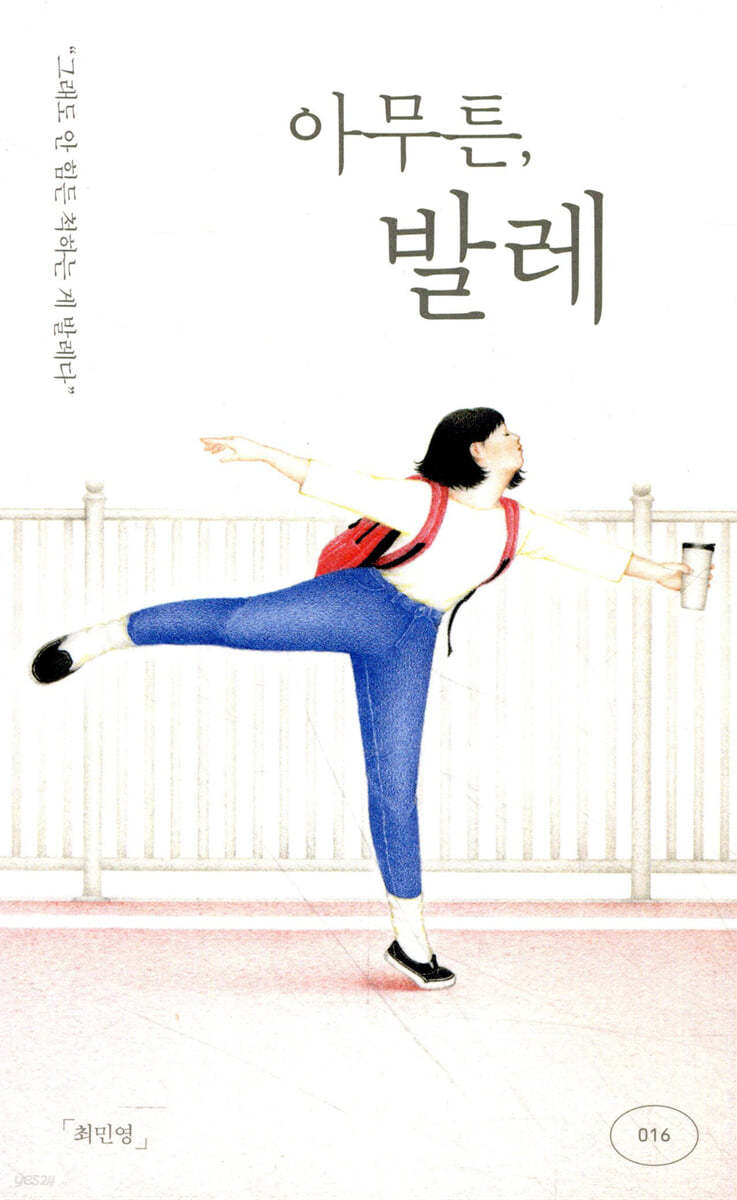 아무튼,
발레
“그래도 안 힘든 척하는 게 발레다”
「최민영」
016
yes24